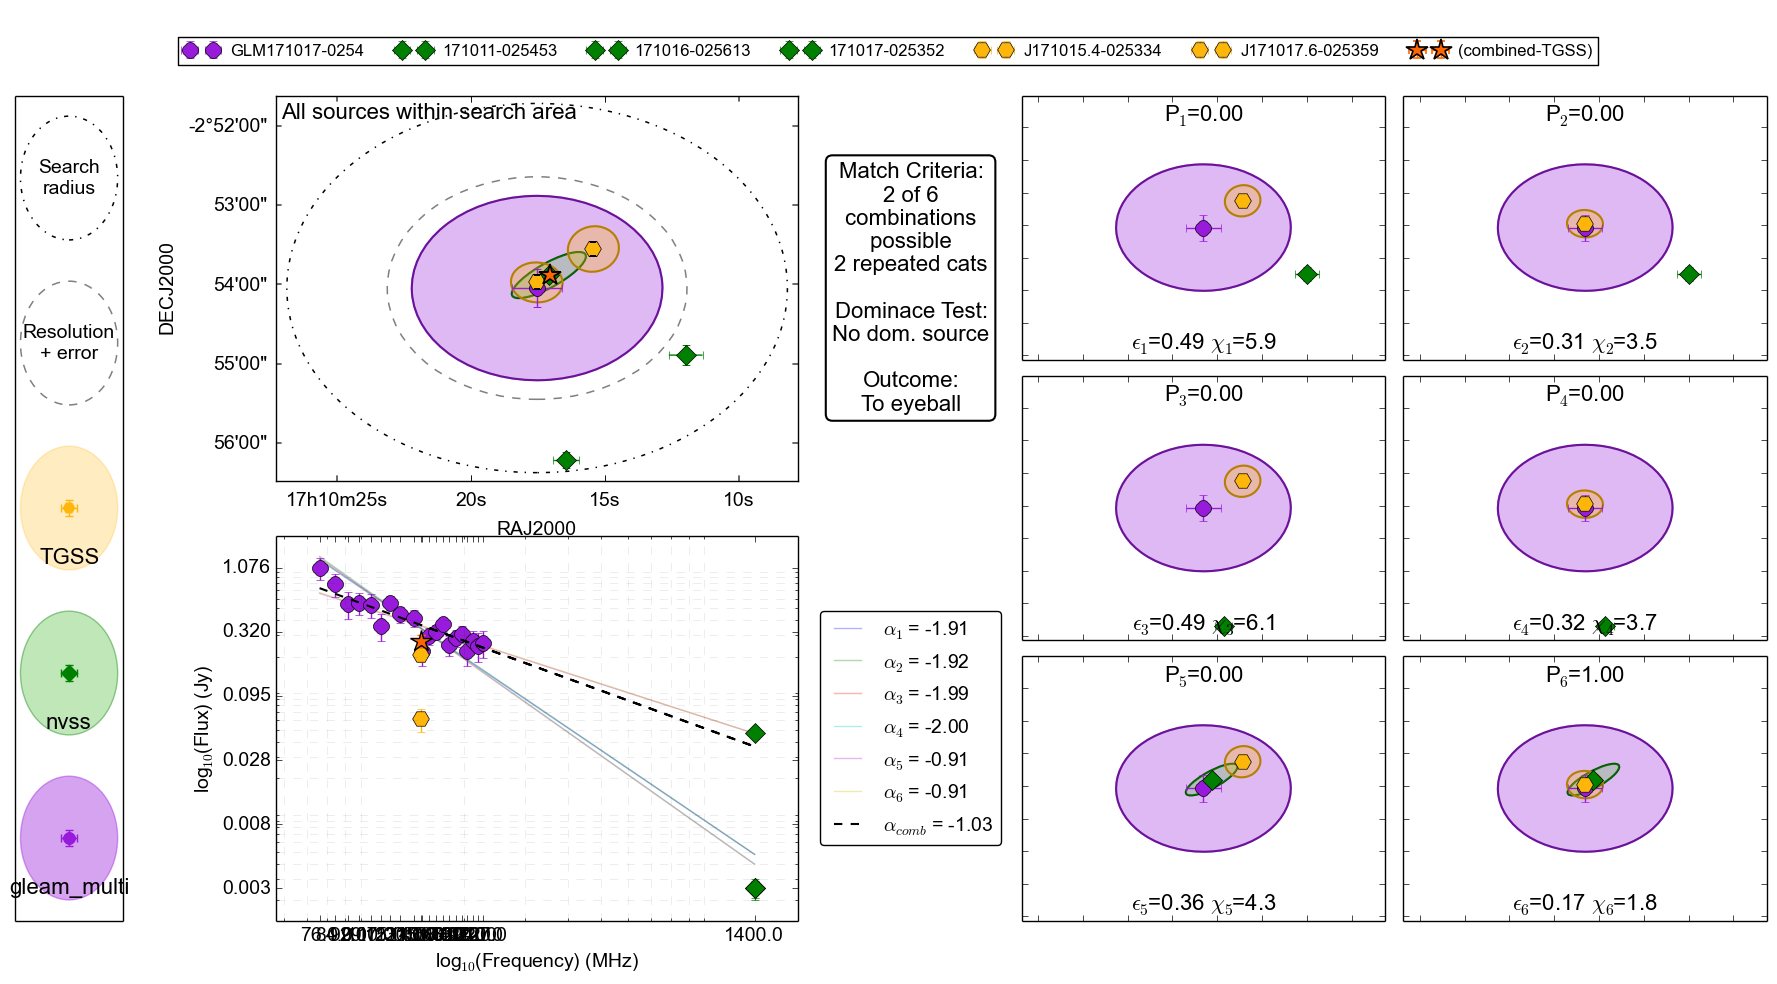 GLM171017-0254 171011-025453 171016-025613 171017-025352 J171015.4-025334 J171017.6-025359 (combined-TGSS)
Search
radius
Resolution
+ error
TGSS
nvss
gleam_multi
All sources within search area
-2°52'00"
53'00"
54'00"
55'00"
56'00"
DECJ2000
17h10m25s 20s 15s 10s
RAJ2000
Match Criteria:
2 of 6
combinations
possible
2 repeated cats
Dominace Test:
No dom. source
Outcome:
To eyeball
1.076
0.320
0.095
0.028
0.008
0.003
log10(Flux) (Jy)
1400.0
log10(Frequency) (MHz)
α1 = -1.91
α2 = -1.92
α3 = -1.99
α4 = -2.00
α5 = -0.91
α6 = -0.91
αcomb = -1.03
P1=0.00
ϵ1=0.49 χ1=5.9
P2=0.00
ϵ2=0.31 χ2=3.5
P3=0.00
ϵ3=0.49 χ3=6.1
P4=0.00
ϵ4=0.32 χ4=3.7
P5=0.00
ϵ5=0.36 χ5=4.3
P6=1.00
ϵ6=0.17 χ6=1.8